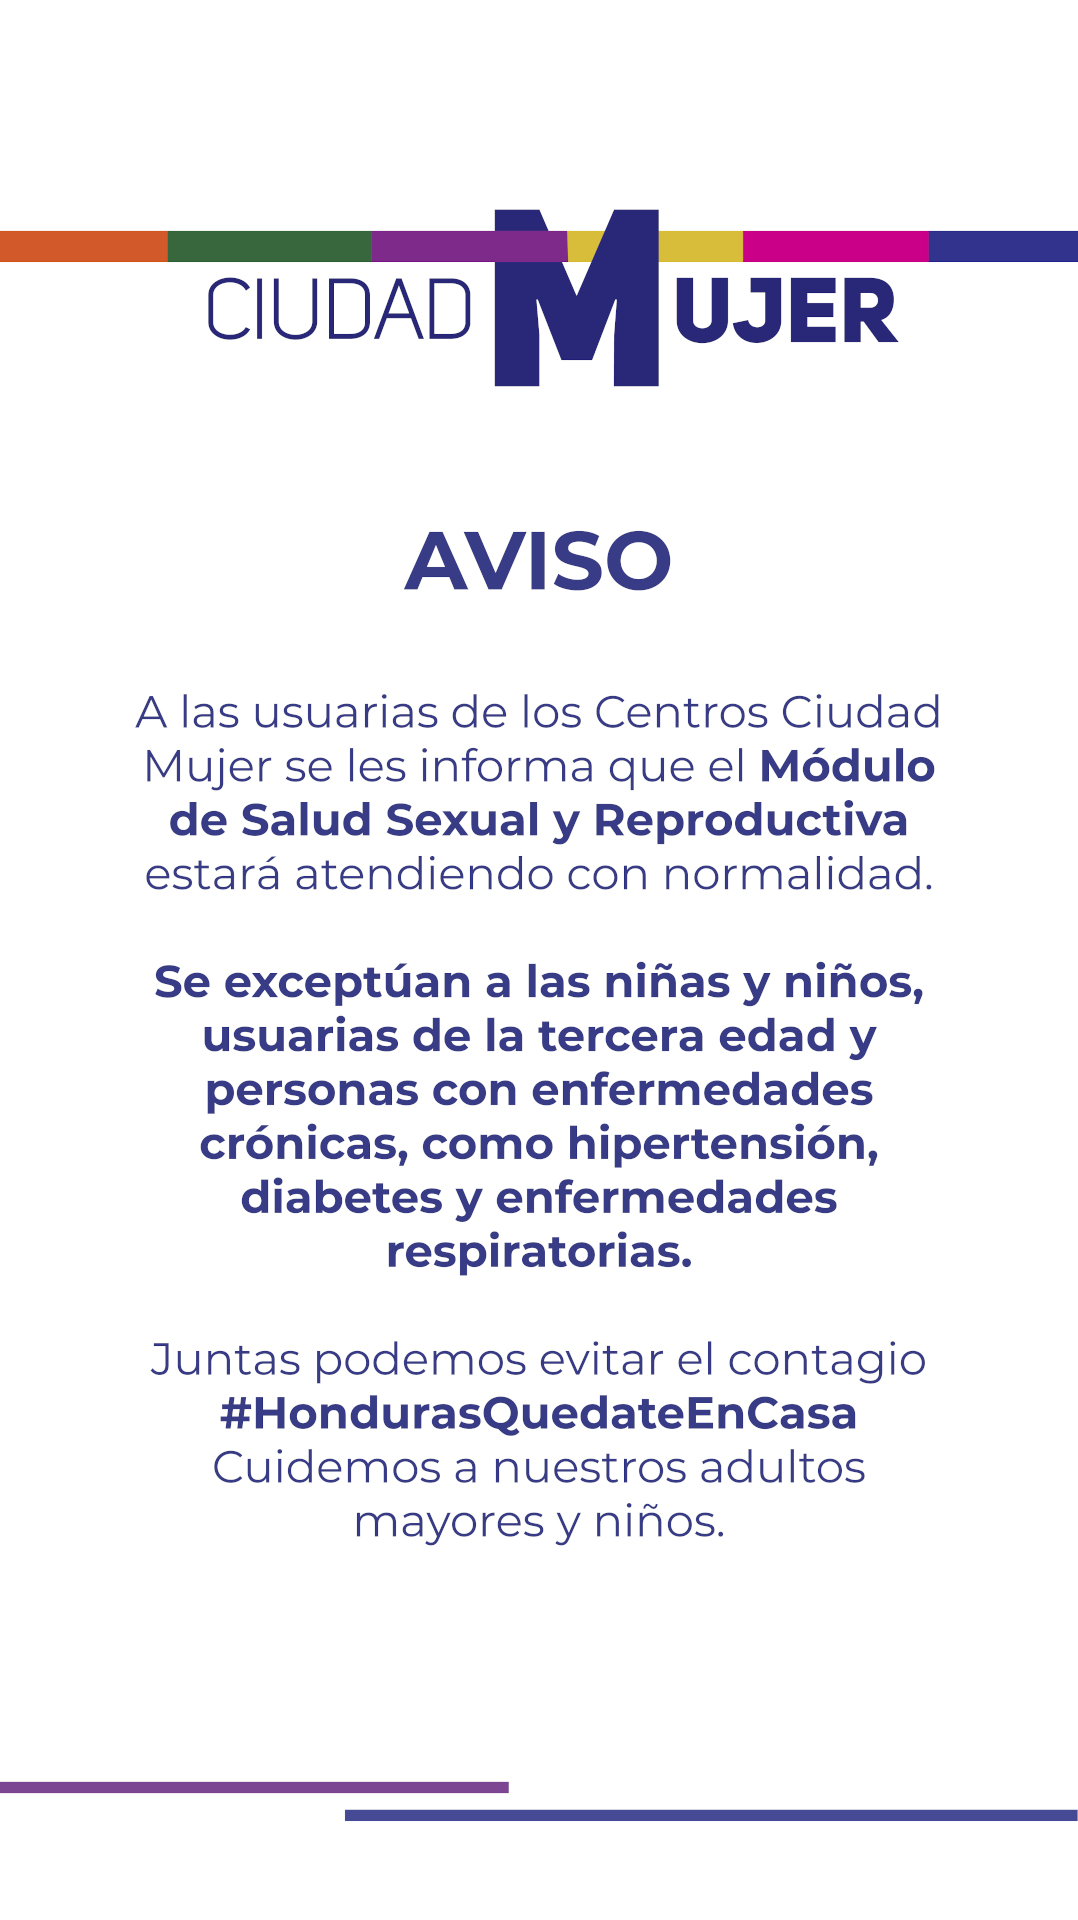 CIUDAD MUJER
AVISO
A las usuarias de los Centros Ciudad
Mujer se les informa que el Módulo
de Salud Sexual y Reproductiva
estará atendiendo con normalidad.
Se exceptúan a las niñas y niños,
usuarias de la tercera edad y
personas con enfermedades
crónicas, como hipertensión,
diabetes y enfermedades
respiratorias.
Juntas podemos evitar el contagio
#HondurasQuedateEnCasa
Cuidemos a nuestros adultos
mayores y niños.